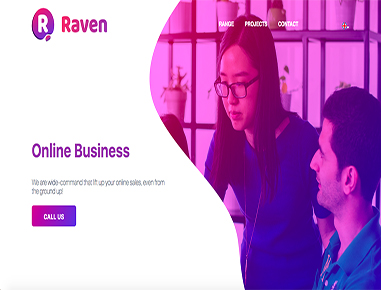 R Raven
RANGE PROJECTS CONTACT
Online Business
We are wide-command that lift up your online sales, even from
the ground up!
CALL US